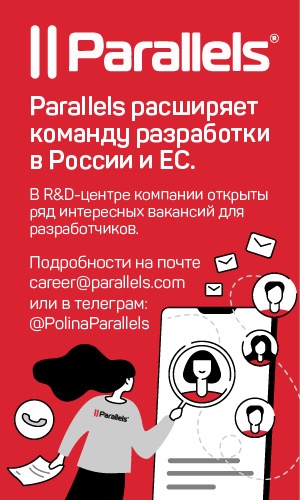 || Parallels®
Parallels расширяет
команду разработки
в России и ЕС.
В R&D-центре компании открыты
ряд интересных вакансий для
разработчиков.
Подробности на почте
career@parallels.com
или в телеграм:
@PolinaParallels
|| Parallels®